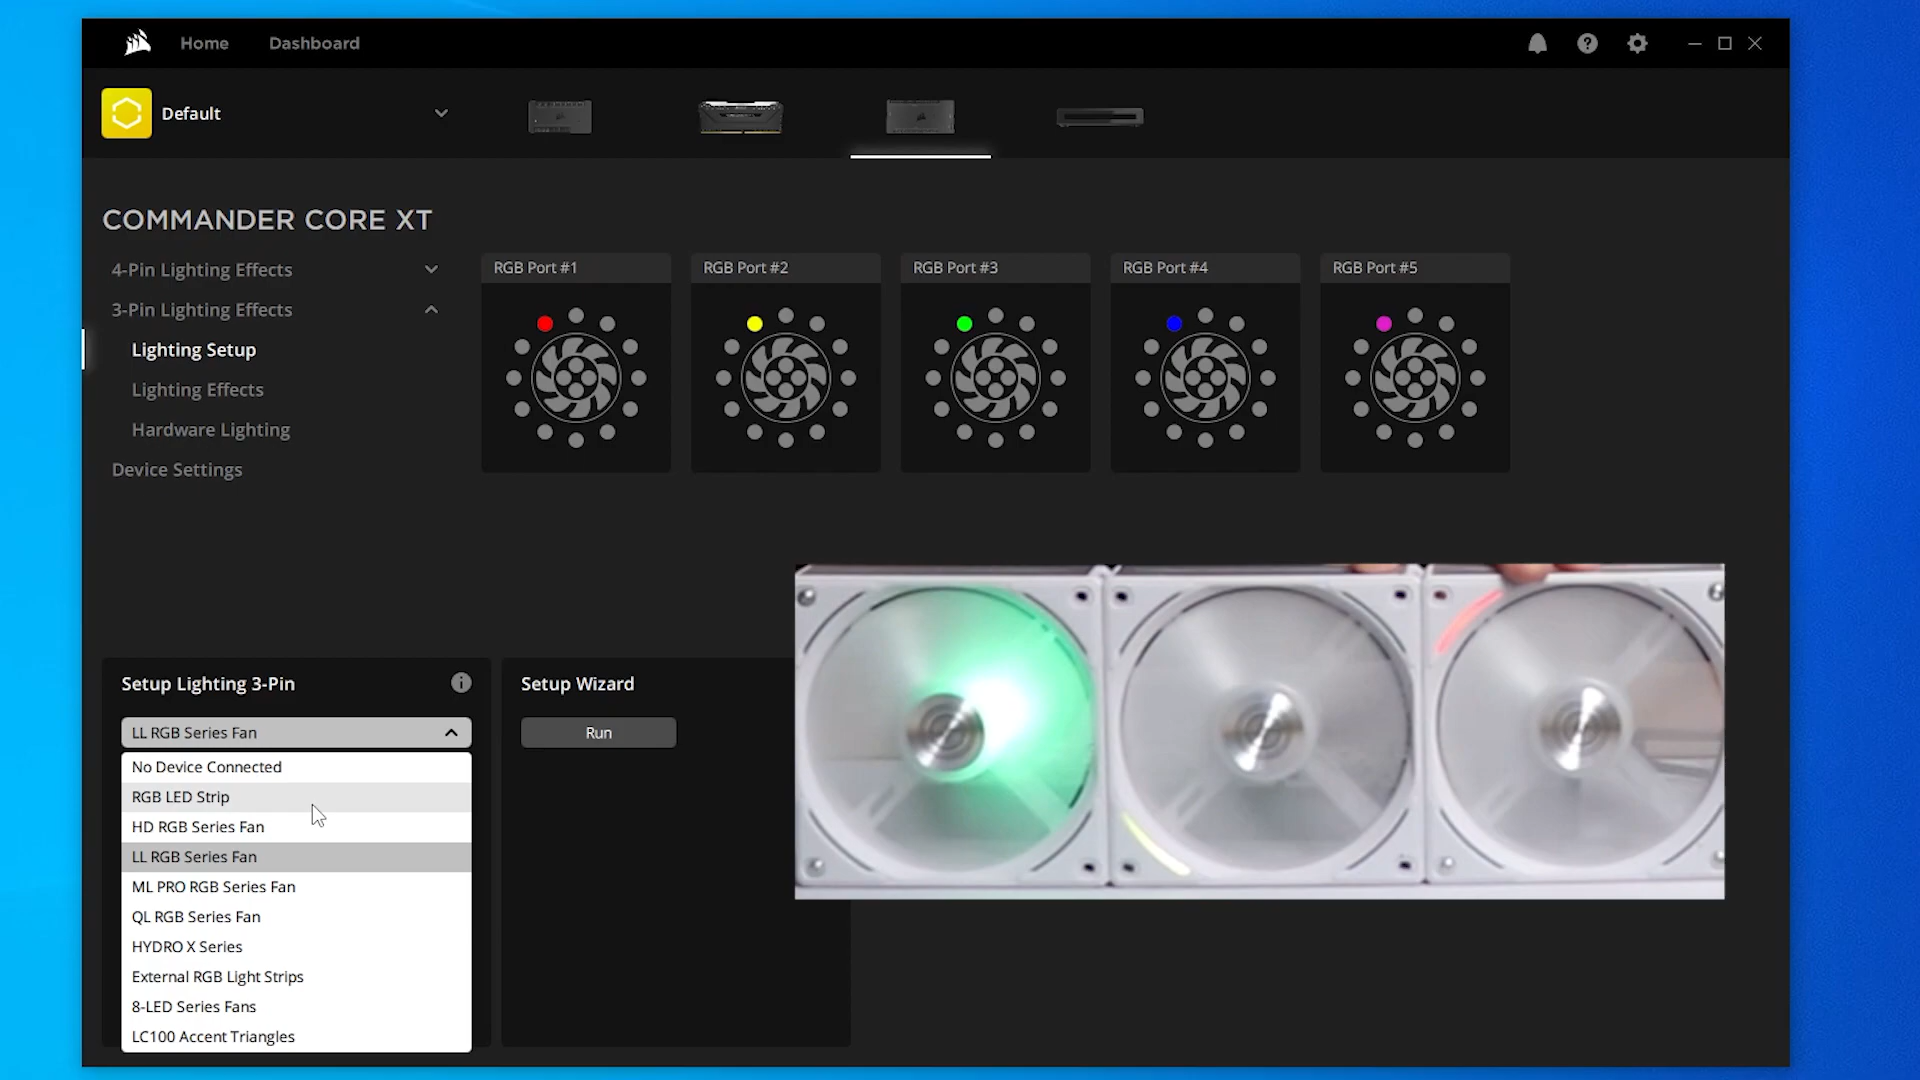 Home
Dashboard
Default
COMMANDER CORE XT
4-Pin Lighting Effects
3-Pin Lighting Effects
Lighting Setup
Lighting Effects
Hardware Lighting
Device Settings
RGB Port #1
RGB Port #2
RGB Port #3
RGB Port #4
RGB Port #5
Setup Lighting 3-Pin
LL RGB Series Fan
No Device Connected
RGB LED Strip
HD RGB Series Fan
LL RGB Series Fan
ML PRO RGB Series Fan
QL RGB Series Fan
HYDRO X Series
External RGB Light Strips
8-LED Series Fans
LC100 Accent Triangles
Setup Wizard
Run